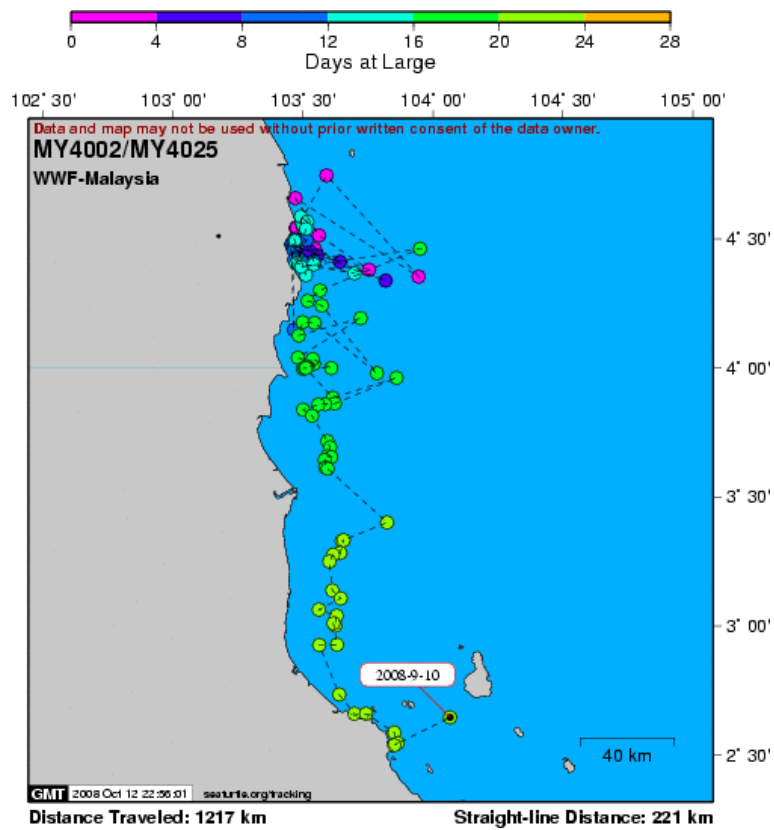 0 4 8 12 16 20 24 28
Days at Large
102˚ 30' 103˚ 00' 103˚ 30' 104˚ 00' 104˚ 30' 105˚ 00'
Data and map may not be used without prior written consent of the data owner.
MY4002/MY4025
WWF-Malaysia
4˚ 30'
4˚ 00'
3˚ 30'
3˚ 00'
2008-9-10
2˚ 30'
40 km
GMT 2008 Oct 12 22:56:01 seaturtle.org/tracking
Distance Traveled: 1217 km Straight-line Distance: 221 km